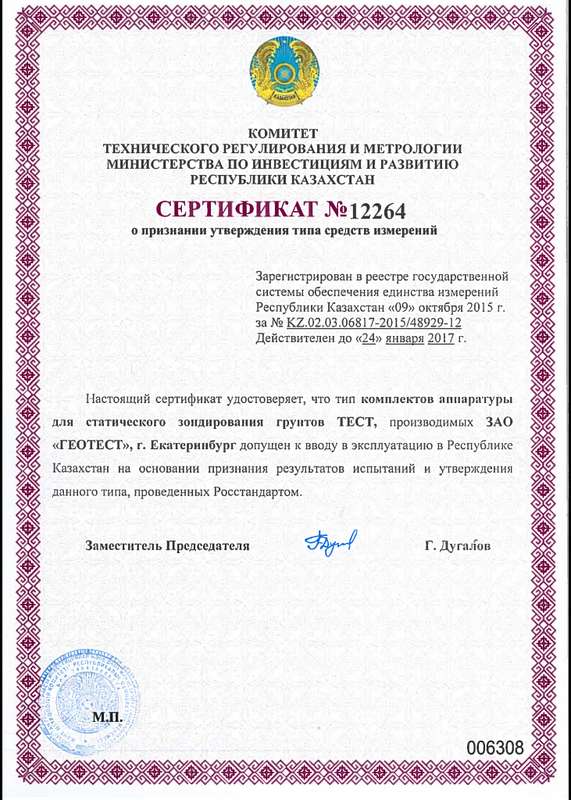 ҚАЗАҚСТАН
КОМИТЕТ
ТЕХНИЧЕСКОГО РЕГУЛИРОВАНИЯ И МЕТРОЛОГИИ
МИНИСТЕРСТВА ПО ИНВЕСТИЦИЯМ И РАЗВИТИЮ
РЕСПУБЛИКИ КАЗАХСТАН
СЕРТИФИКАТ №12264
о признании утверждения типа средств измерений
Зарегистрирован в реестре государственной
системы обеспечения единства измерений
Республики Казахстан «09» октября 2015 г.
за № KZ.02.03.06817-2015/48929-12
Действителен до «24» января 2017 г.
Настоящий сертификат удостоверяет, что тип комплектов аппаратуры
для статического зондирования грунтов ТЕСТ, производимых ЗАО
«ГЕОТЕСТ», г. Екатеринбург допущен к вводу в эксплуатацию в Республике
Казахстан на основании признания результатов испытаний и утверждения
данного типа, проведенных Росстандартом.
Заместитель Председателя Г. Дугалов
М.П.
006308